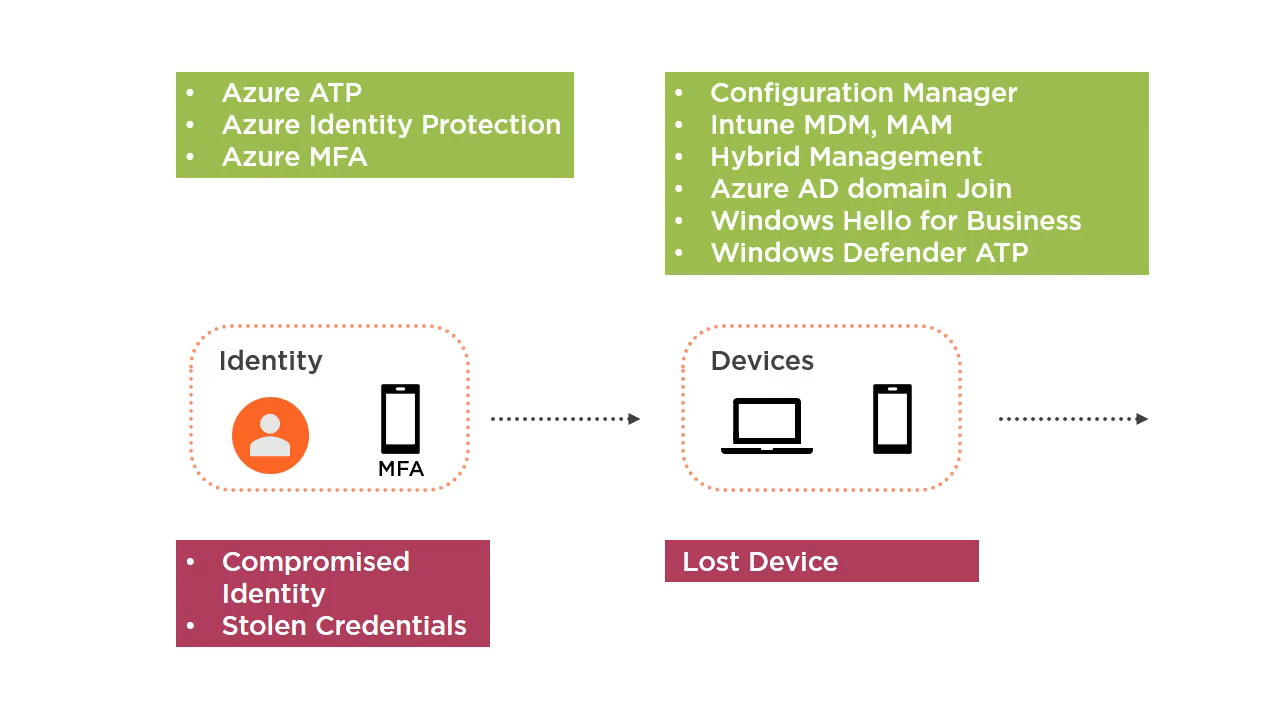 • Azure ATP
• Azure Identity Protection
• Azure MFA
• Configuration Manager
• Intune MDM, MAM
• Hybrid Management
• Azure AD domain Join
• Windows Hello for Business
• Windows Defender ATP
Identity
MFA
Devices
• Compromised
Identity
• Stolen Credentials
Lost Device